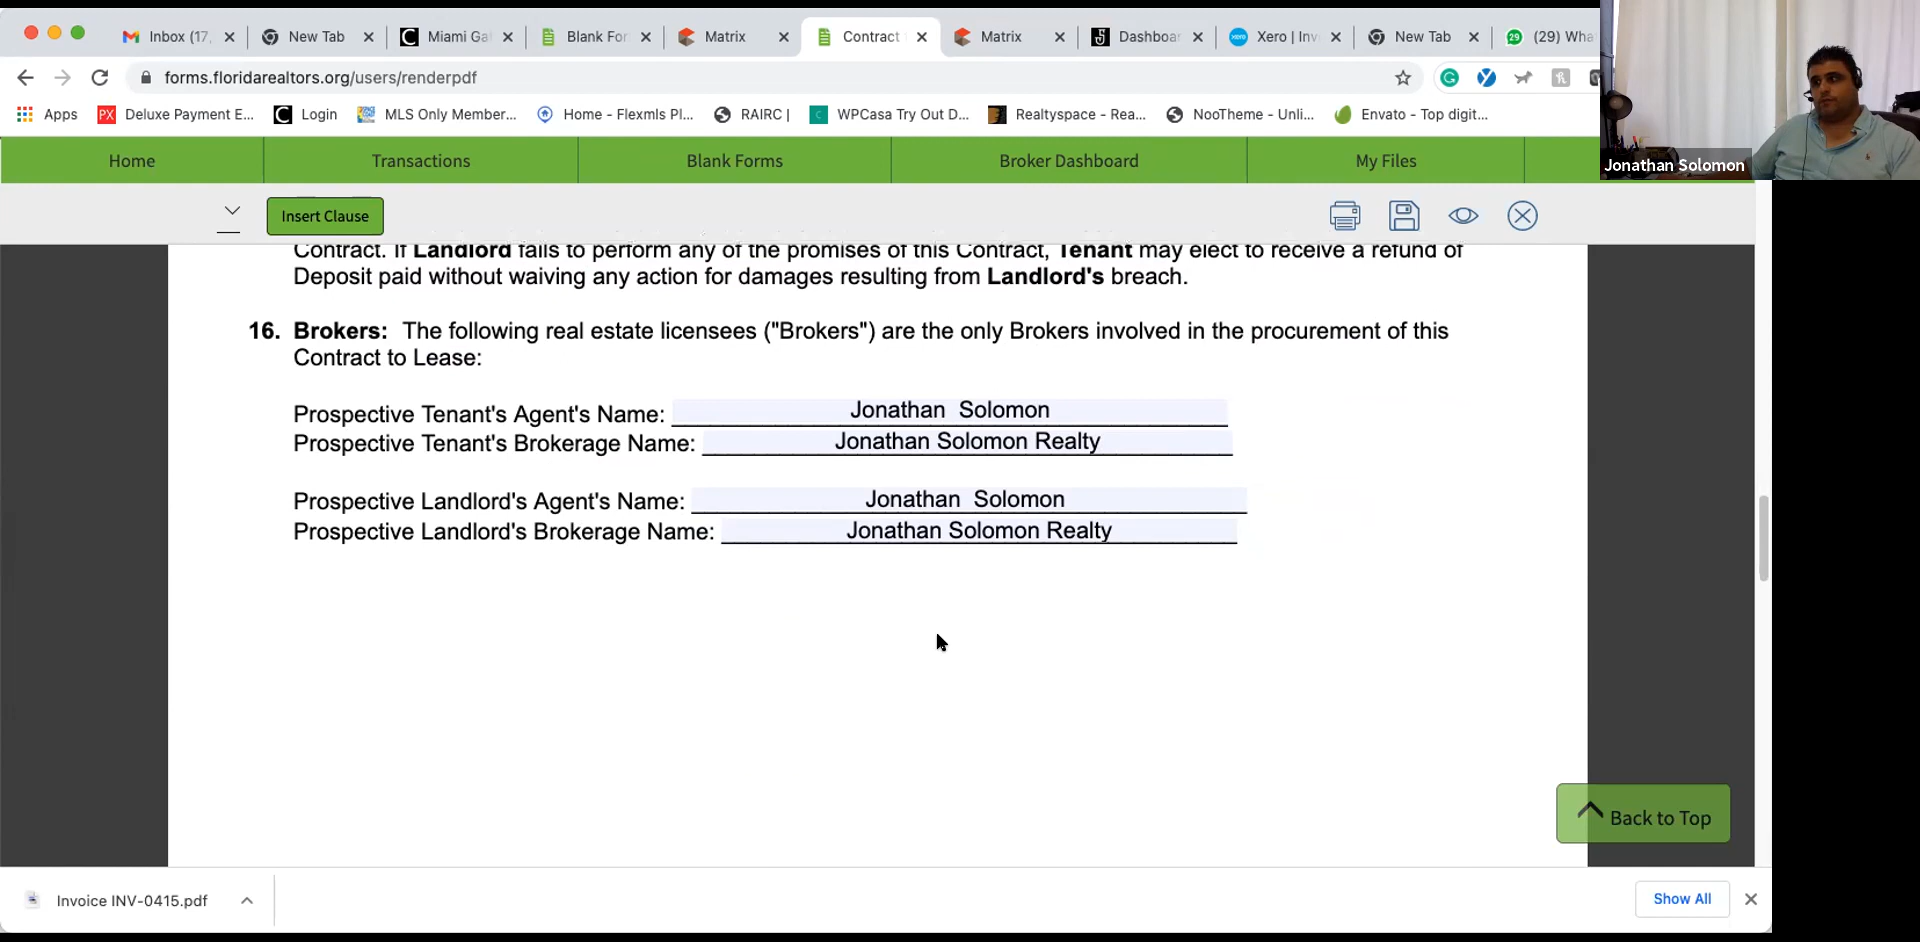 Inbox (17,
New Tab
Miami Ga
Blank For
Matrix
Contract
Matrix
Dashboar
Xero | Inv
New Tab
(29) Wha
forms.floridarealtors.org/users/renderpdf
Apps
Deluxe Payment E...
Login
MLS Only Member...
Home - Flexmls Pl...
RAIRC |
WPCasa Try Out D...
Realtyspace - Rea...
NooTheme - Unli...
Envato - Top digit...
Home
Transactions
Blank Forms
Broker Dashboard
My Files
Jonathan Solomon
Insert Clause
Contract. If Landlord fails to perform any of the promises of this Contract, Tenant may elect to receive a refund of
Deposit paid without waiving any action for damages resulting from Landlord's breach.
16. Brokers: The following real estate licensees ("Brokers") are the only Brokers involved in the procurement of this
Contract to Lease:
Prospective Tenant's Agent's Name: Jonathan Solomon
Prospective Tenant's Brokerage Name: Jonathan Solomon Realty
Prospective Landlord's Agent's Name: Jonathan Solomon
Prospective Landlord's Brokerage Name: Jonathan Solomon Realty
Back to Top
Invoice INV-0415.pdf
Show All